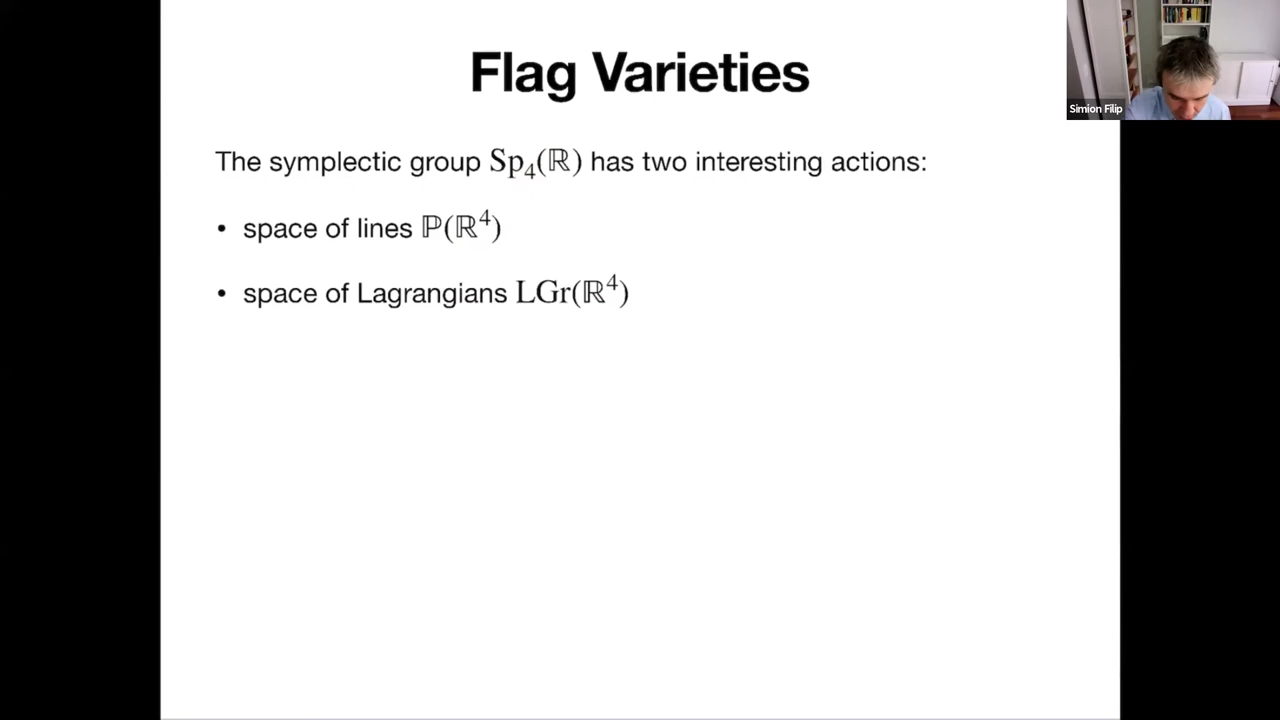 Flag Varieties
Simion Filip
The symplectic group Sp₄(ℝ) has two interesting actions:
• space of lines ℙ(ℝ⁴)
• space of Lagrangians LGr(ℝ⁴)